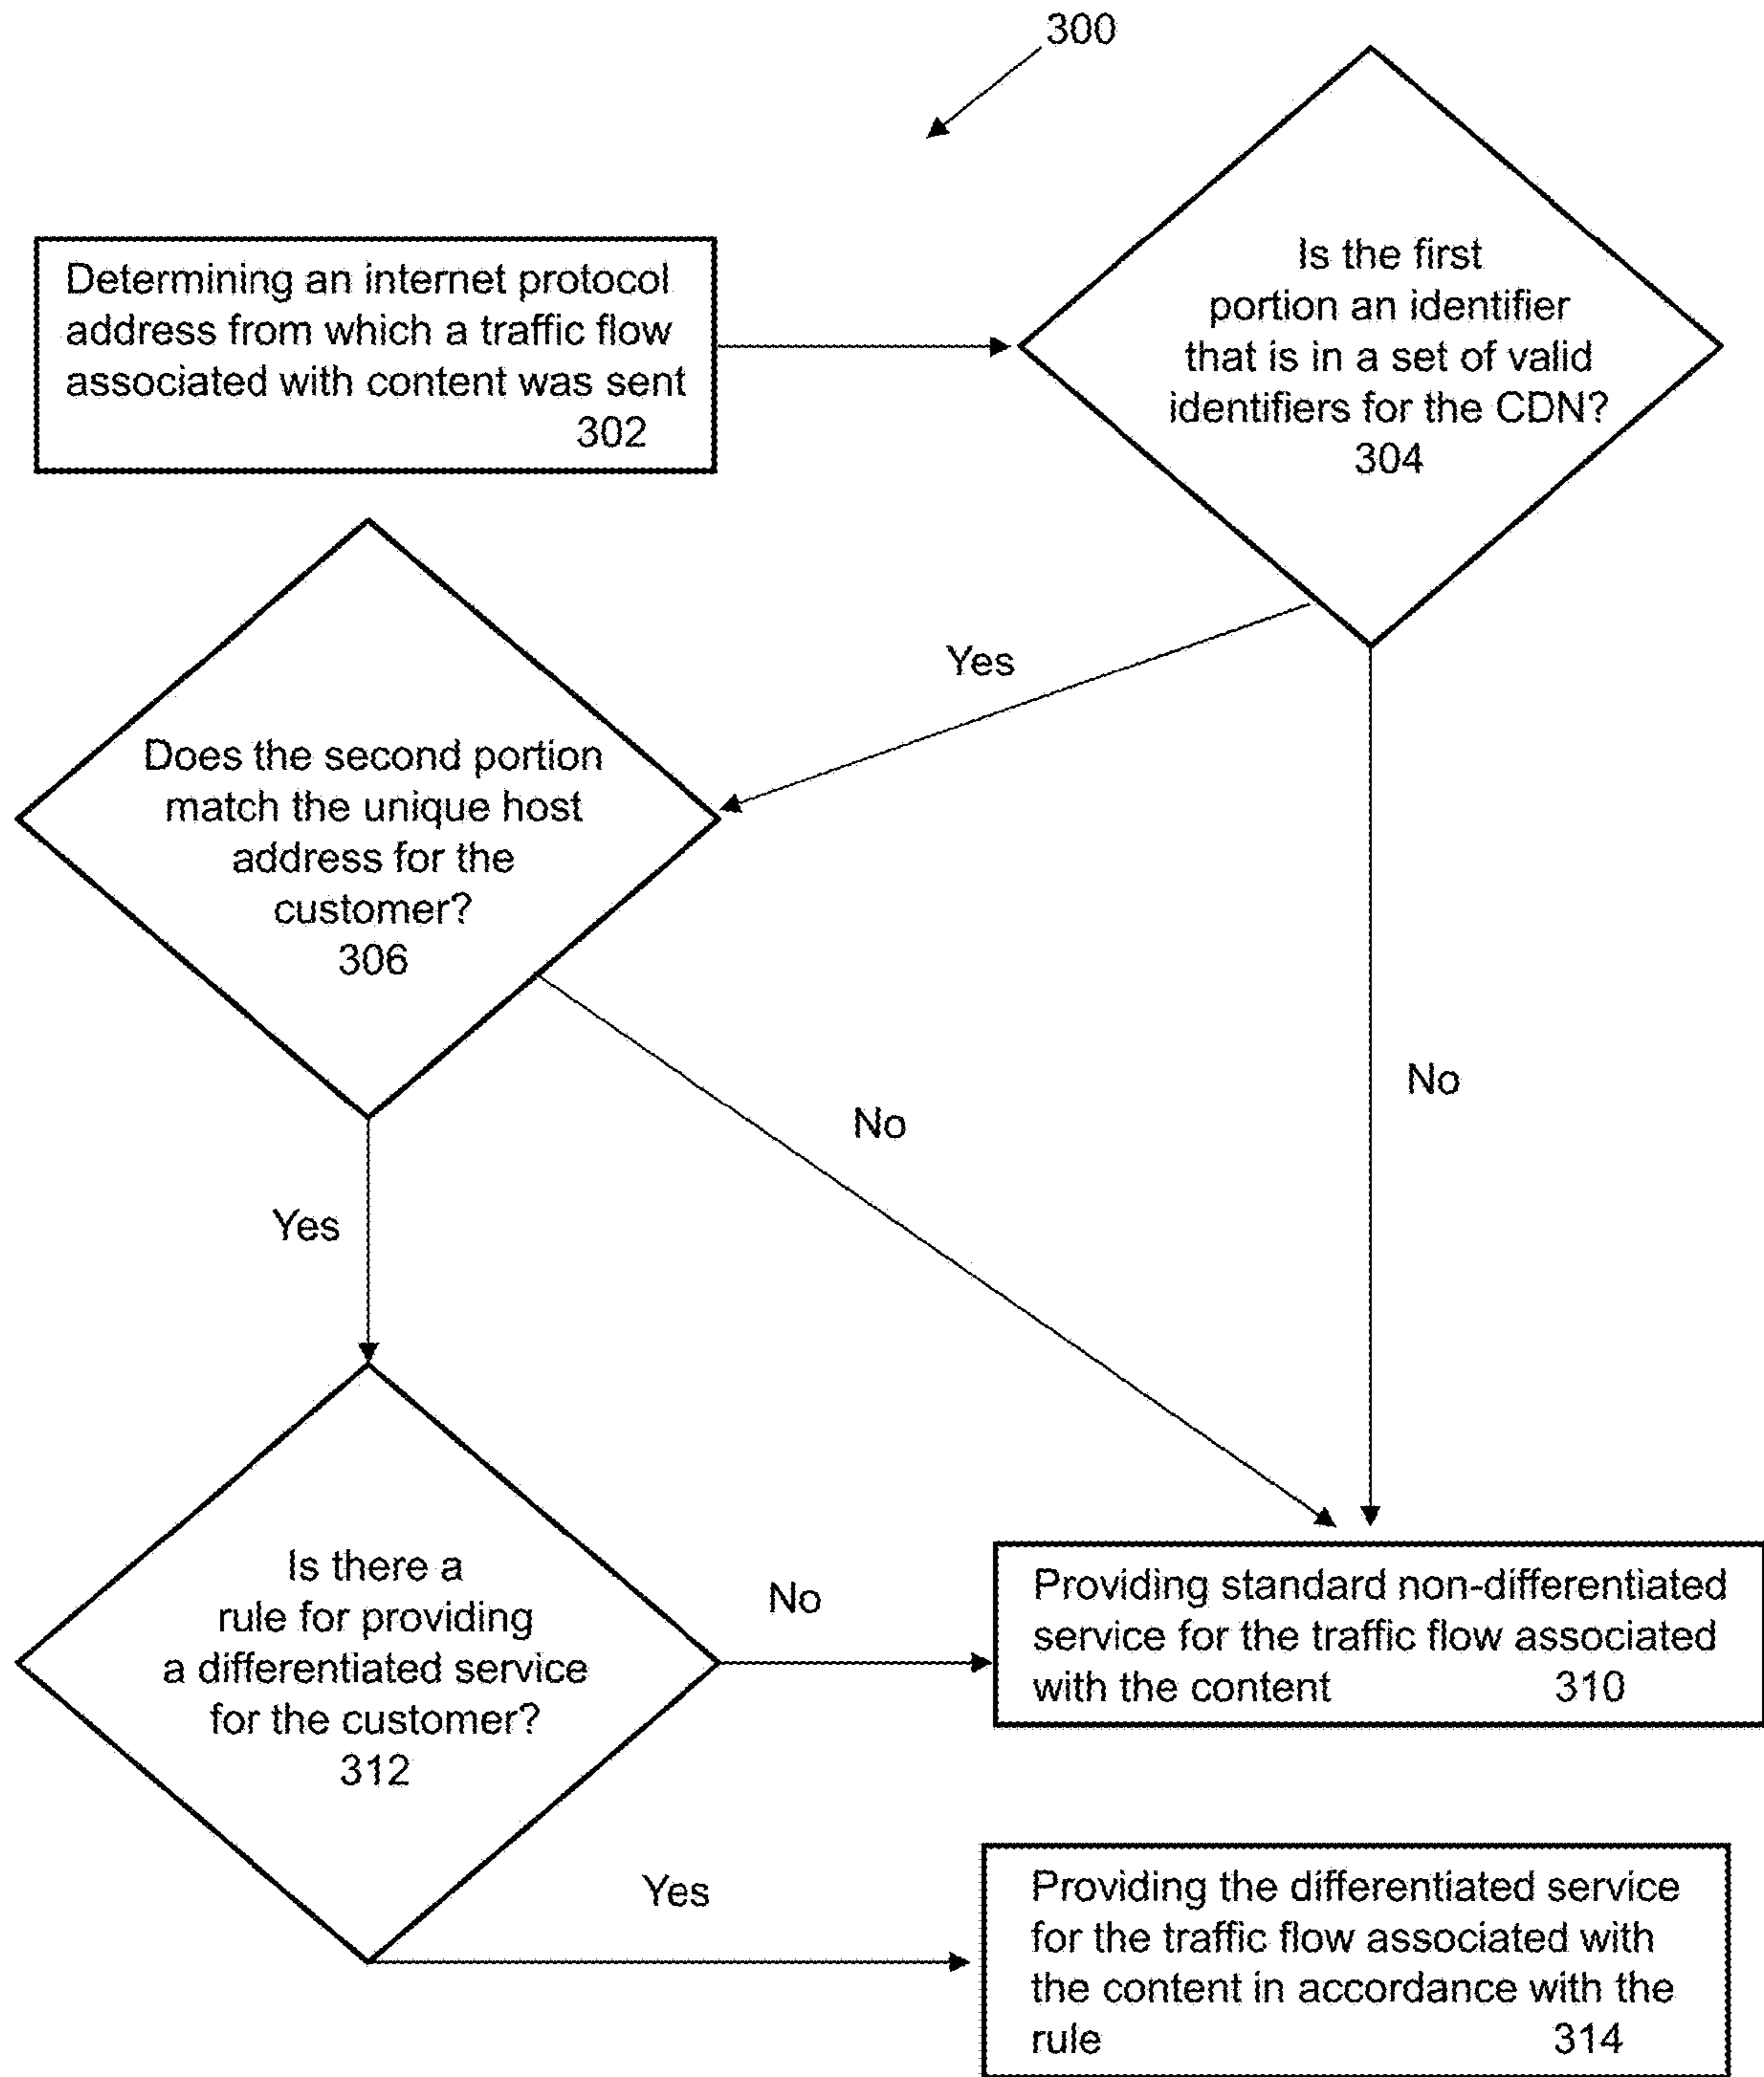 300
Determining an internet protocol
address from which a traffic flow
associated with content was sent
302
Is the first
portion an identifier
that is in a set of valid
identifiers for the CDN?
304
Yes
No
Does the second portion
match the unique host
address for the
customer?
306
No
Yes
Is there a
rule for providing
a differentiated service
for the customer?
312
No
Providing standard non-differentiated
service for the traffic flow associated
with the content 310
Yes
Providing the differentiated service
for the traffic flow associated with
the content in accordance with the
rule 314